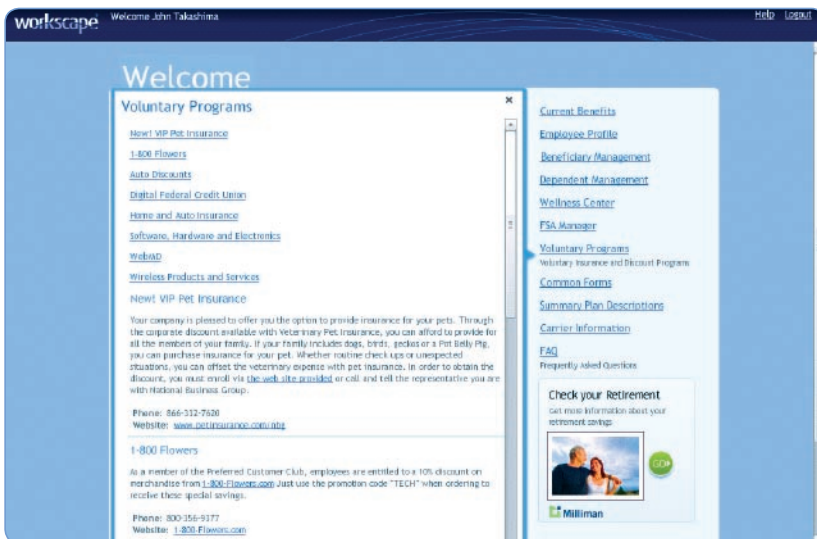 workscape
Welcome John Takashima
Help Logout
Welcome
Voluntary Programs
New! VIP Pet Insurance
1-800 Flowers
Auto Discounts
Digital Federal Credit Union
Home and Auto Insurance
Software, Hardware and Electronics
WebMD
Wireless Products and Services
New! VIP Pet Insurance
Your company is pleased to offer you the option to provide insurance for your pets. Through
the corporate discount available with Veterinary Pet Insurance, you can afford to provide for
all the members of your family. If your family includes dogs, birds, geckos or a Pot Belly Pig,
you can purchase insurance for your pet. Whether routine check ups or unexpected
situations, you can offset the veterinary expense with pet insurance. In order to obtain the
discount, you must enroll via the web site provided or call and tell the representative you are
with National Business Group.
Phone: 866-332-7620
Website: www.petinsurance.com/nbg
1-800 Flowers
As a member of the Preferred Customer Club, employees are entitled to a 10% discount on
merchandise from 1-800-Flowers.com Just use the promotion code "TECH" when ordering to
receive these special savings.
Phone: 800-356-9377
Website: 1-800-Flowers.com
Current Benefits
Employee Profile
Beneficiary Management
Dependent Management
Wellness Center
FSA Manager
Voluntary Programs
Voluntary Insurance and Discount Programs
Common Forms
Summary Plan Descriptions
Carrier Information
FAQ
Frequently Asked Questions
Check your Retirement
Get more information about your
retirement savings
GO
Milliman